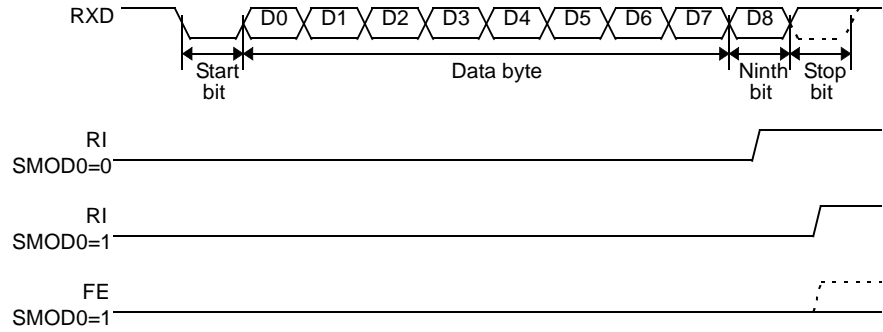 RXD D0 D1 D2 D3 D4 D5 D6 D7 D8
Start bit Data byte Ninth bit Stop bit
RI
SMOD0=0
RI
SMOD0=1
FE
SMOD0=1